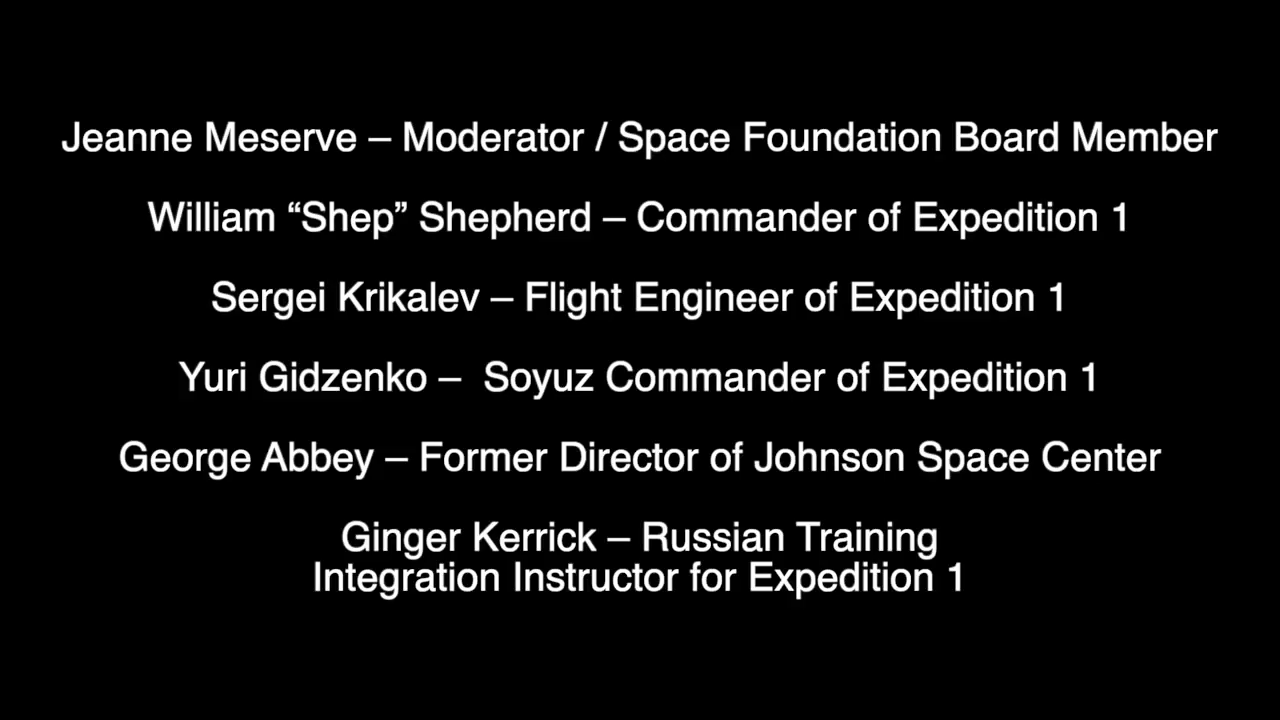 Jeanne Meserve – Moderator / Space Foundation Board Member
William “Shep” Shepherd – Commander of Expedition 1
Sergei Krikalev – Flight Engineer of Expedition 1
Yuri Gidzenko –  Soyuz Commander of Expedition 1
George Abbey – Former Director of Johnson Space Center
Ginger Kerrick – Russian Training
Integration Instructor for Expedition 1